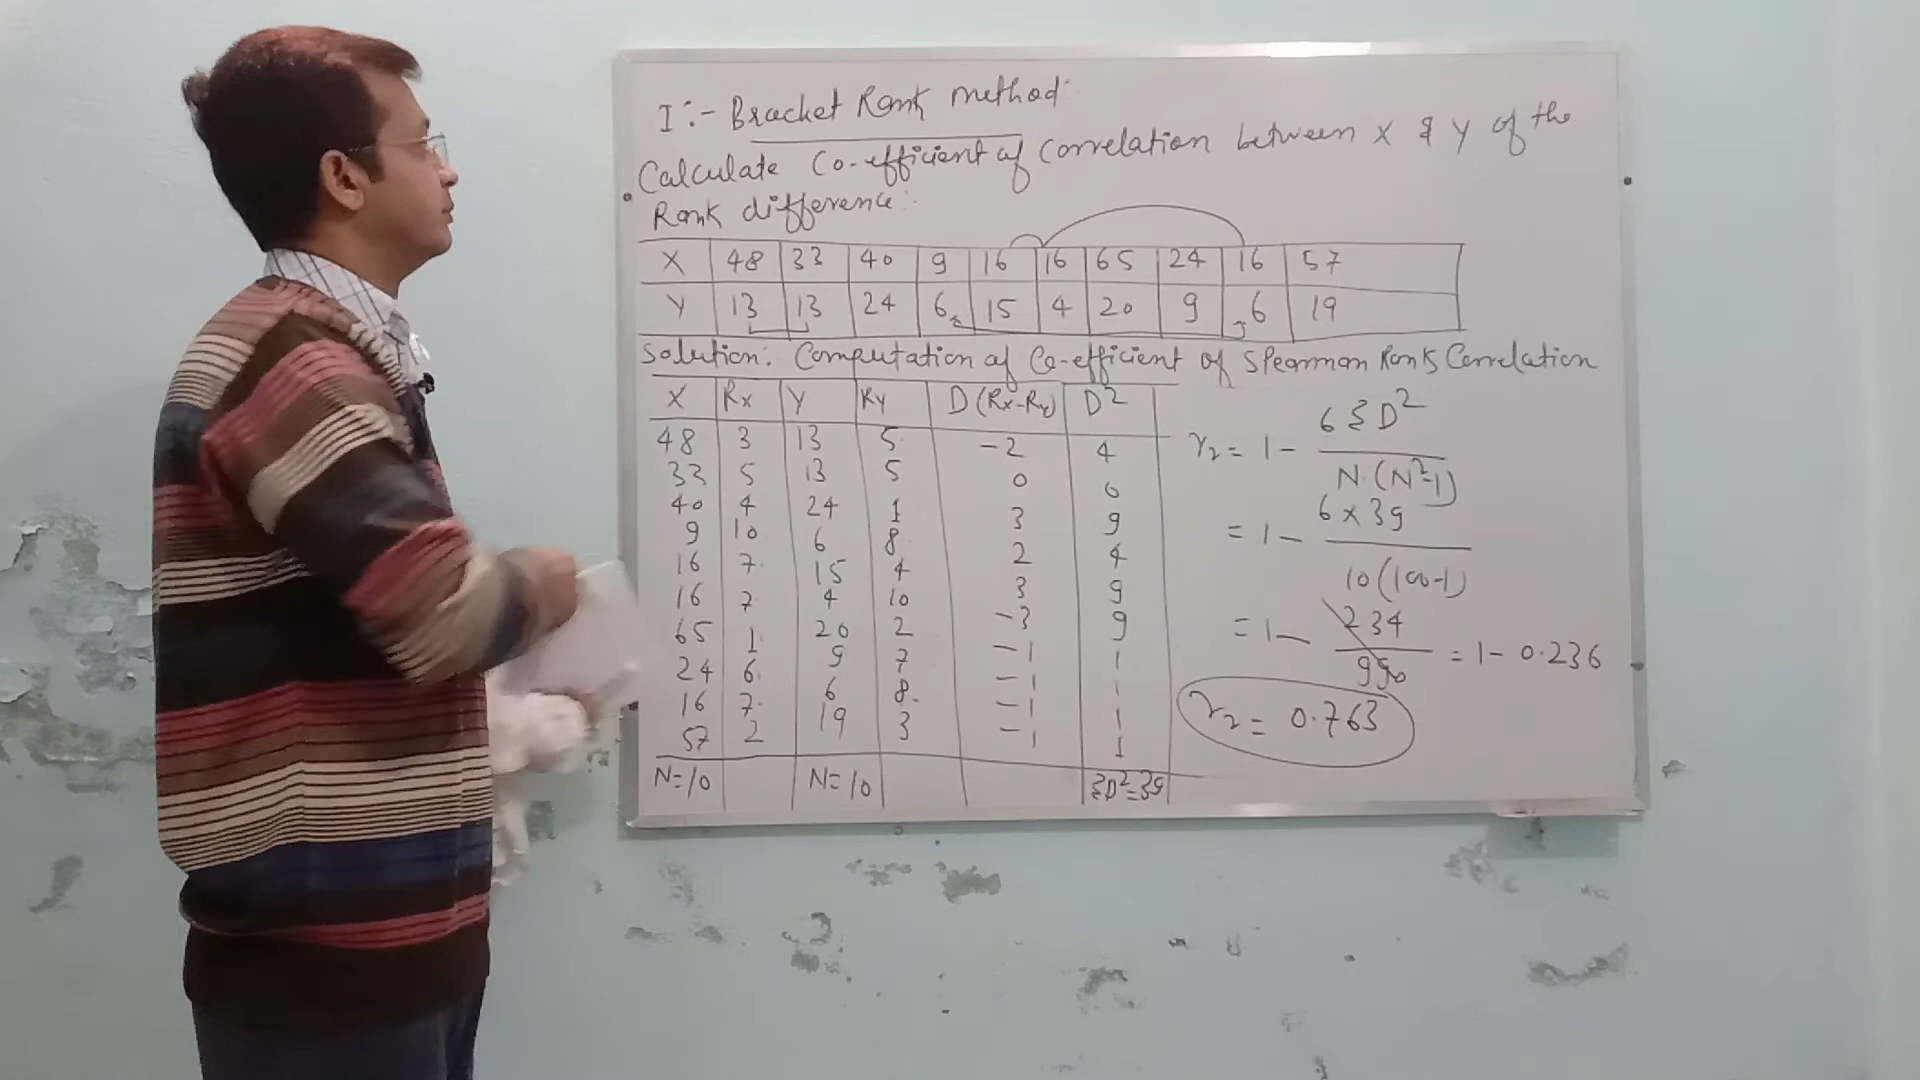 I :- Bracket Rank method
Calculate Co-efficient of Correlation between X & Y of the
Rank difference:
X 48 33 40 9 16 16 65 24 16 57
Y 13 13 24 6 15 4 20 9 6 19
Solution: Computation of Co-efficient of Spearman Ranks Correlation
X Rx Y Ry D(Rx-Ry) D²
48 3 13 5 -2 4
33 5 13 5 0 0
40 4 24 1 3 9
9 10 6 8 2 4
16 7 15 4 3 9
16 7 4 10 -3 9
65 1 20 2 -1 1
24 6 9 7 -1 1
16 7 6 8 -1 1
57 2 19 3 -1 1
N=10 N=10 ΣD²=39
r₂ = 1 - 6ΣD² / N.(N²-1)
= 1 - 6 x 39 / 10(100-1)
= 1 - 234 / 990 = 1 - 0.236
r₂ = 0.763